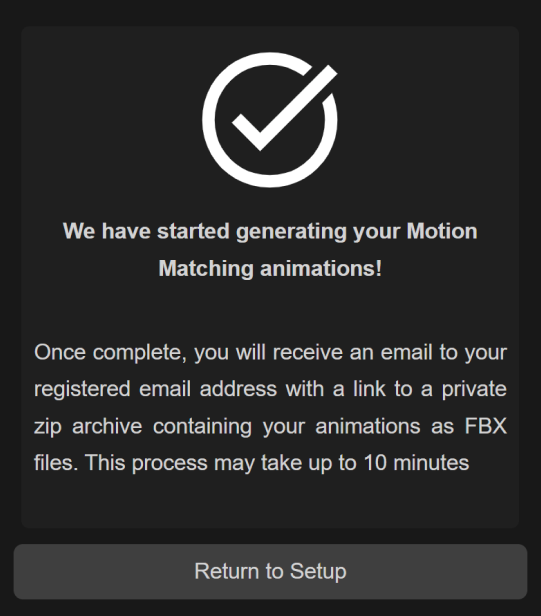 We have started generating your Motion
Matching animations!
Once complete, you will receive an email to your
registered email address with a link to a private
zip archive containing your animations as FBX
files. This process may take up to 10 minutes
Return to Setup